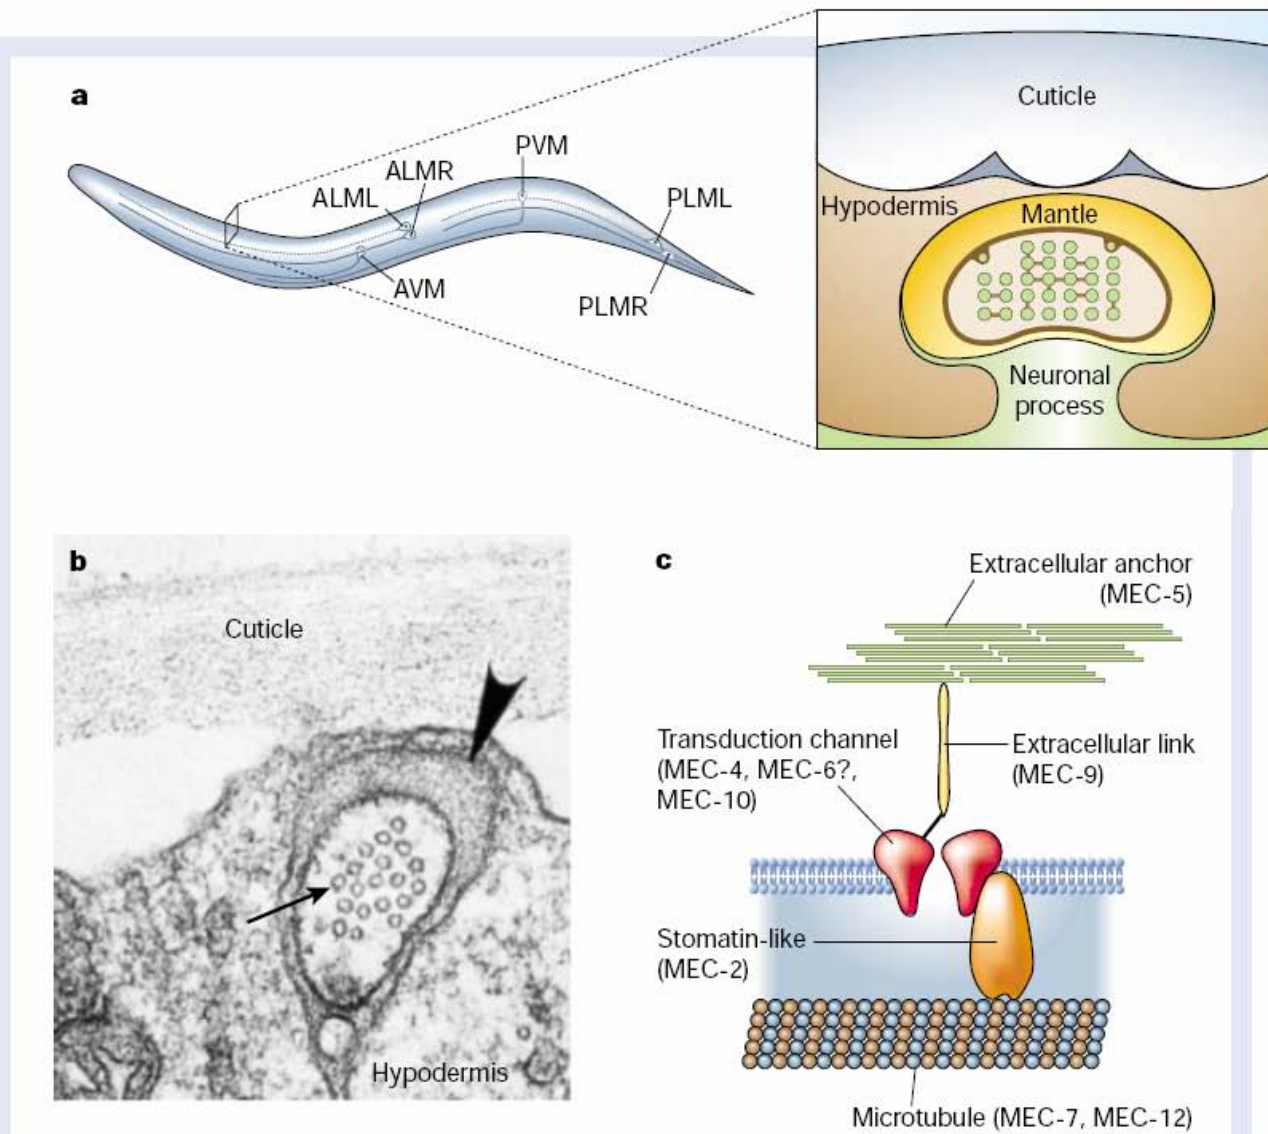 a
PVM
ALMR
ALML
PLML
AVM
PLMR
Cuticle
Hypodermis
Mantle
Neuronal
process
b
Cuticle
Hypodermis
c
Extracellular anchor
(MEC-5)
Transduction channel
(MEC-4, MEC-6?,
MEC-10)
Extracellular link
(MEC-9)
Stomatin-like
(MEC-2)
Microtubule (MEC-7, MEC-12)